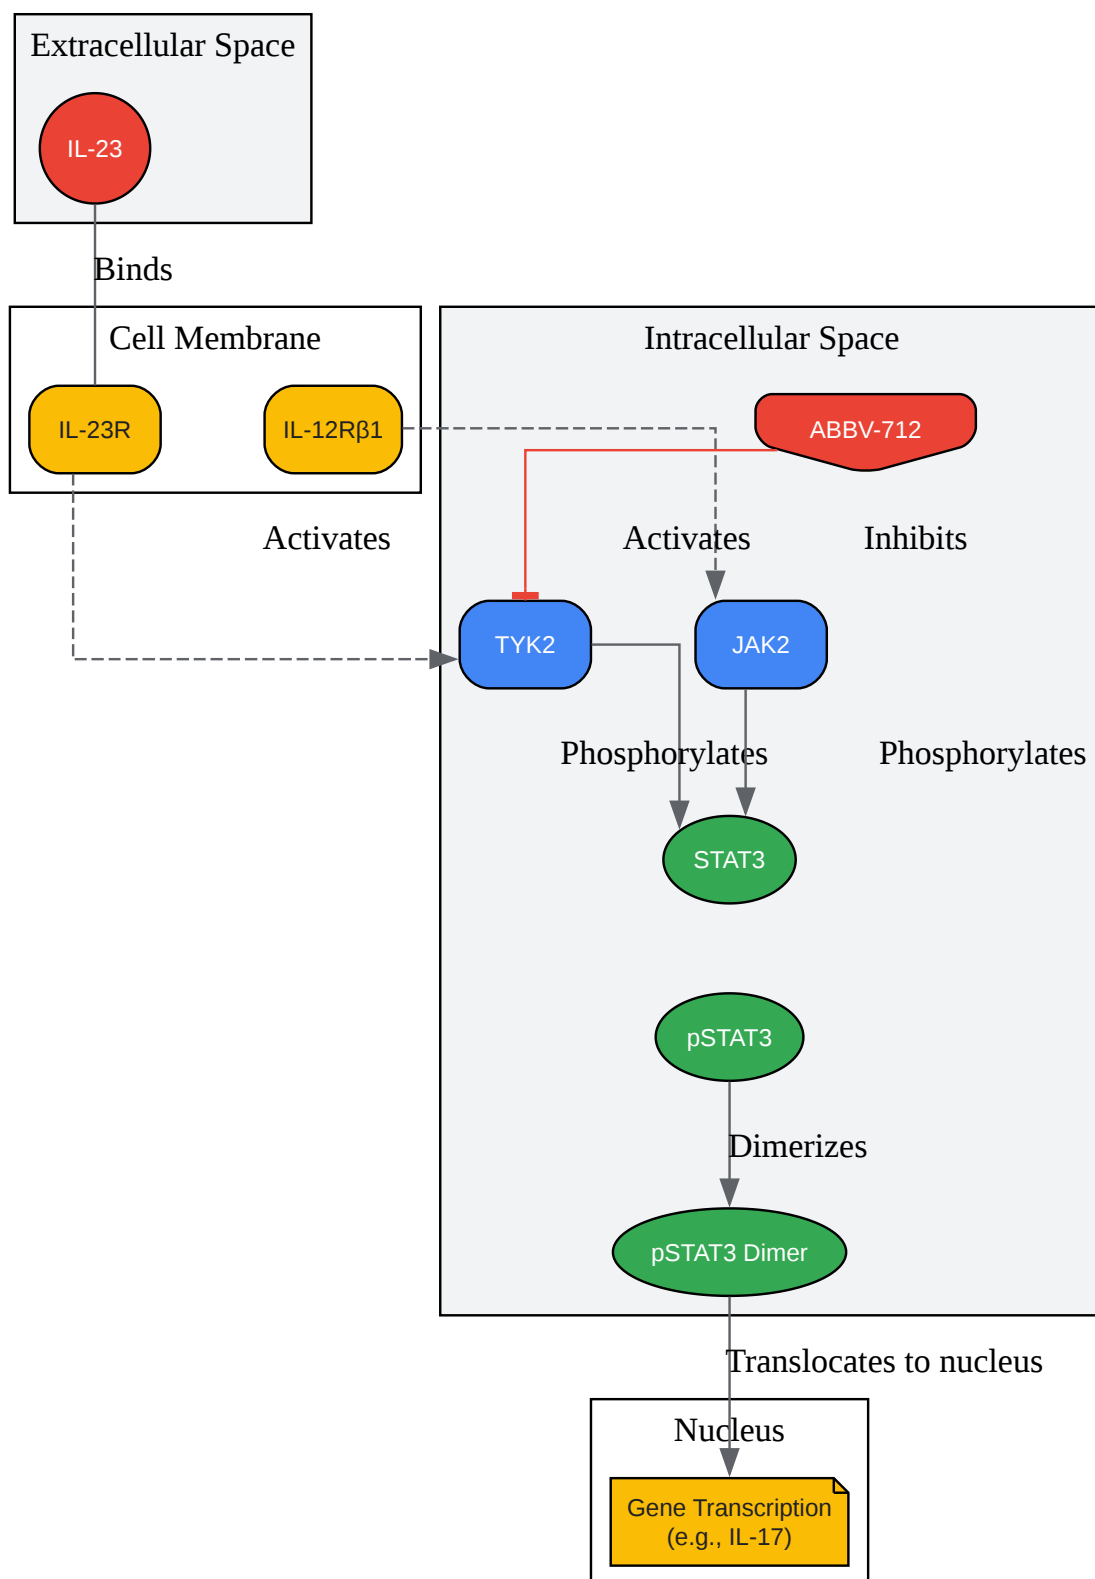 Extracellular Space
IL-23
Binds
Cell Membrane
IL-23R
IL-12Rβ1
Intracellular Space
ABBV-712
Activates
Activates
Inhibits
TYK2
JAK2
Phosphorylates
Phosphorylates
STAT3
pSTAT3
Dimerizes
pSTAT3 Dimer
Translocates to nucleus
Nucleus
Gene Transcription
(e.g., IL-17)